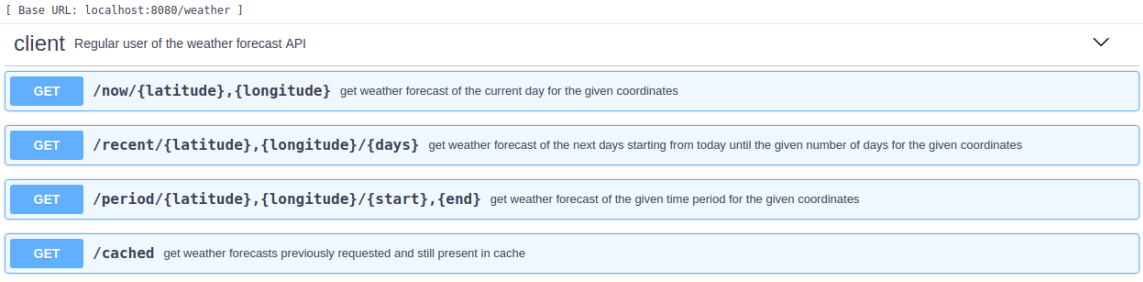 [ Base URL: localhost:8080/weather ]
client Regular user of the weather forecast API
GET /now/{latitude},{longitude} get weather forecast of the current day for the given coordinates
GET /recent/{latitude},{longitude}/{days} get weather forecast of the next days starting from today until the given number of days for the given coordinates
GET /period/{latitude},{longitude}/{start},{end} get weather forecast of the given time period for the given coordinates
GET /cached get weather forecasts previously requested and still present in cache